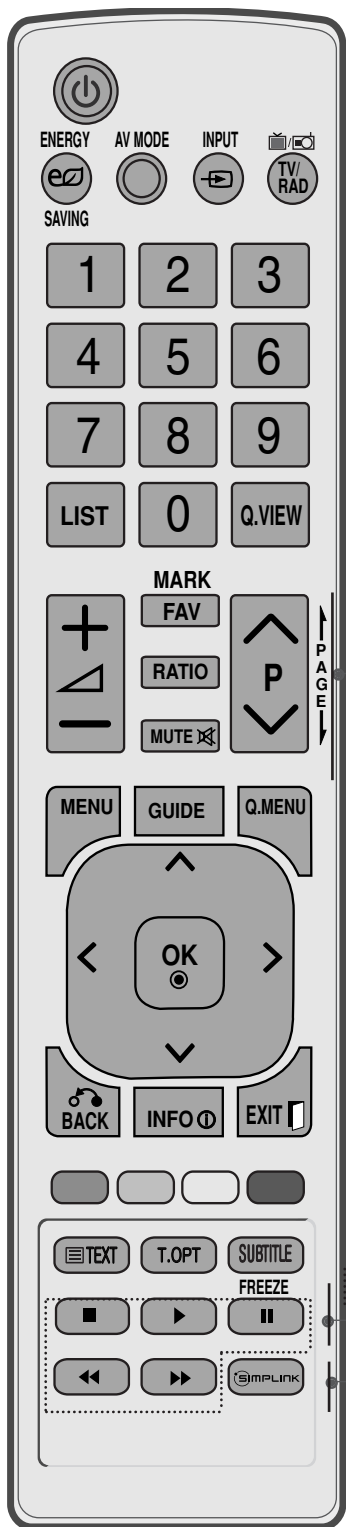 ENERGY AV MODE INPUT
TV/
RAD
SAVING
1 2 3
4 5 6
7 8 9
LIST 0 Q.VIEW
MARK
FAV
RATIO
MUTE
P
PAGE
MENU GUIDE Q.MENU
OK
BACK INFO EXIT
TEXT T.OPT SUBTITLE
FREEZE
SIMPLINK